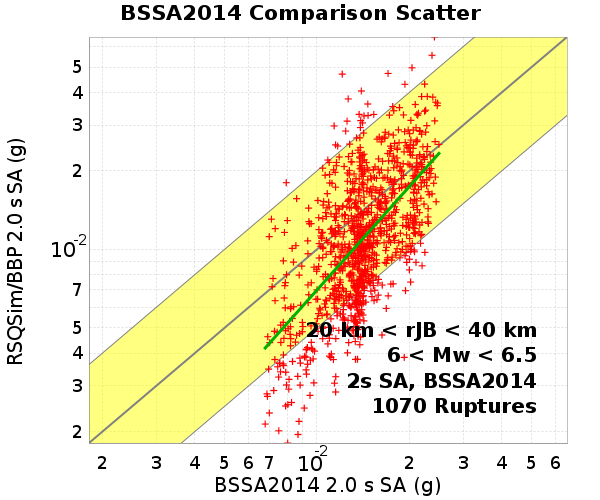 BSSA2014 Comparison Scatter
RSQSim/BBP 2.0 s SA (g)
5
4
3
2
10-2
7
5
4
3
2
20 km < rJB < 40 km
6 < Mw < 6.5
2s SA, BSSA2014
1070 Ruptures
2 3 4 5 6 7 10-2 2 3 4 5 6
BSSA2014 2.0 s SA (g)